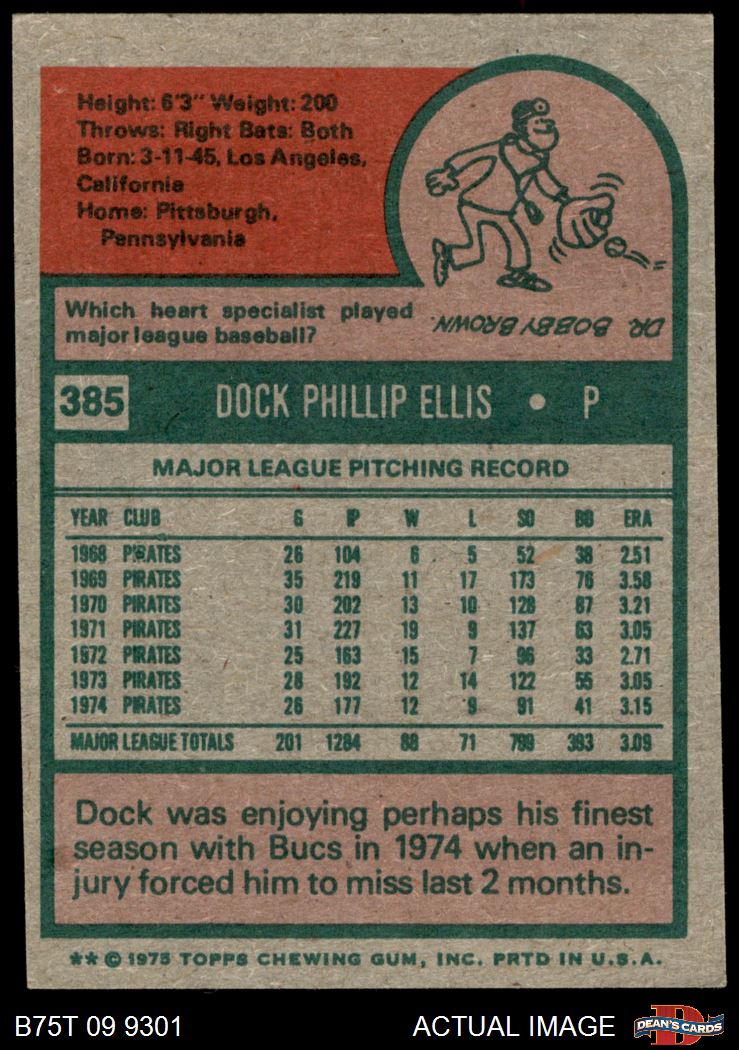 Height: 6'3" Weight: 200
Throws: Right Bats: Both
Born: 3-11-45, Los Angeles,
California
Home: Pittsburgh,
Pennsylvania
Which heart specialist played
major league baseball?
DR. BOBBY BROWN.
385 DOCK PHILLIP ELLIS • P
MAJOR LEAGUE PITCHING RECORD
YEAR CLUB G IP W L SO BB ERA
1968 PIRATES 26 104 6 5 52 38 2.51
1969 PIRATES 35 219 11 17 173 76 3.58
1970 PIRATES 30 202 13 10 128 87 3.21
1971 PIRATES 31 227 19 9 137 63 3.05
1972 PIRATES 25 163 15 7 96 33 2.71
1973 PIRATES 28 192 12 14 122 55 3.05
1974 PIRATES 26 177 12 9 91 41 3.15
MAJOR LEAGUE TOTALS 201 1284 88 71 799 393 3.09
Dock was enjoying perhaps his finest
season with Bucs in 1974 when an in-
jury forced him to miss last 2 months.
** © 1975 TOPPS CHEWING GUM, INC. PRTD IN U.S.A.
B75T 09 9301 ACTUAL IMAGE D DEAN'S CARDS